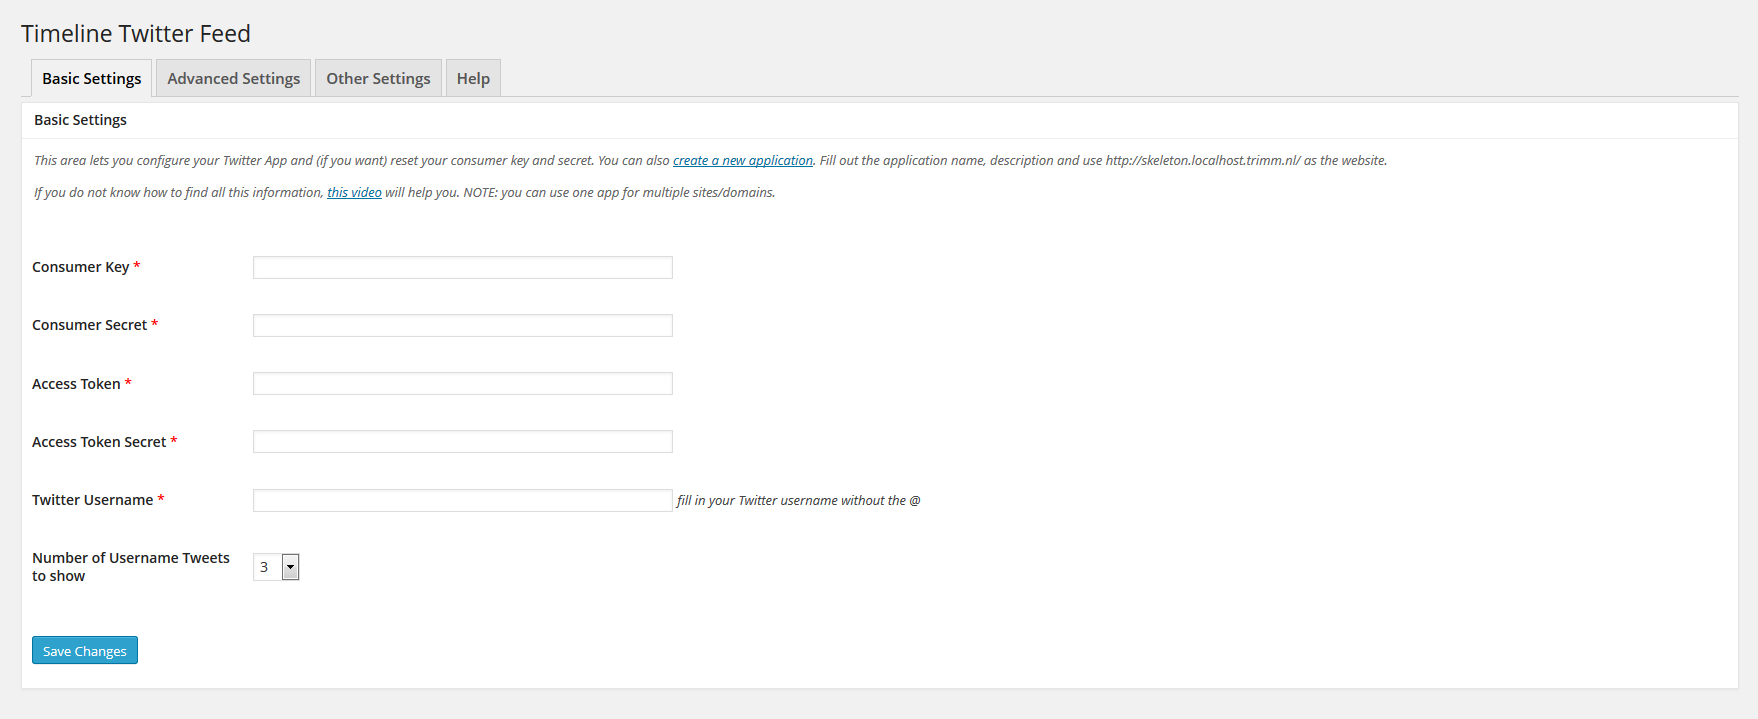 Timeline Twitter Feed
Basic Settings
Advanced Settings
Other Settings
Help
Basic Settings
This area lets you configure your Twitter App and (if you want) reset your consumer key and secret. You can also create a new application. Fill out the application name, description and use http://skeleton.localhost.trimm.nl/ as the website.
If you do not know how to find all this information, this video will help you. NOTE: you can use one app for multiple sites/domains.
Consumer Key *
Consumer Secret *
Access Token *
Access Token Secret *
Twitter Username *
fill in your Twitter username without the @
Number of Username Tweets
to show
3
Save Changes